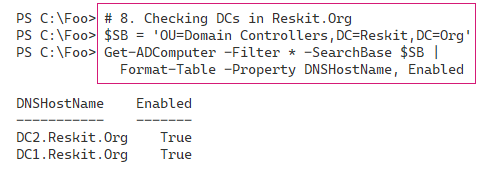 PS C:\Foo> # 8. Checking DCs in Reskit.Org
PS C:\Foo> $SB = 'OU=Domain Controllers,DC=Reskit,DC=Org'
PS C:\Foo> Get-ADComputer -Filter * -SearchBase $SB |
Format-Table -Property DNSHostName, Enabled
DNSHostName    Enabled
-----------    -------
DC2.Reskit.Org    True
DC1.Reskit.Org    True